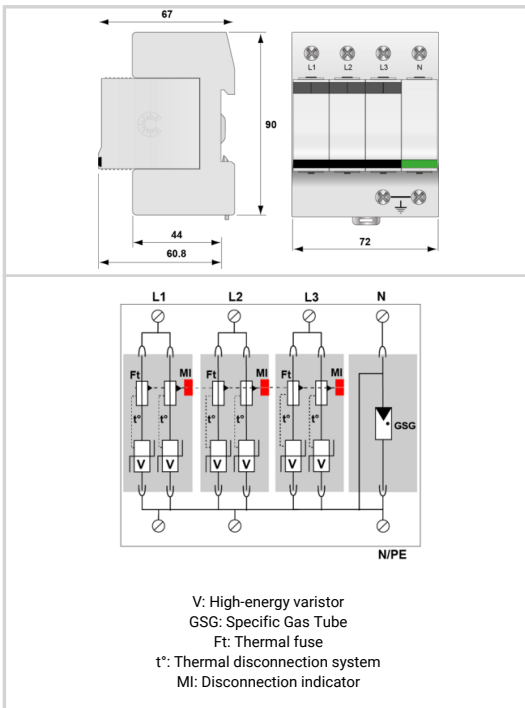 67
L1 L2 L3 N
90
44
60.8
72
L1 L2 L3 N
Ft MI Ft MI Ft MI
GSG
t° t° t° t° t° t°
V V V V V V
N/PE
V: High-energy varistor
GSG: Specific Gas Tube
Ft: Thermal fuse
t°: Thermal disconnection system
MI: Disconnection indicator